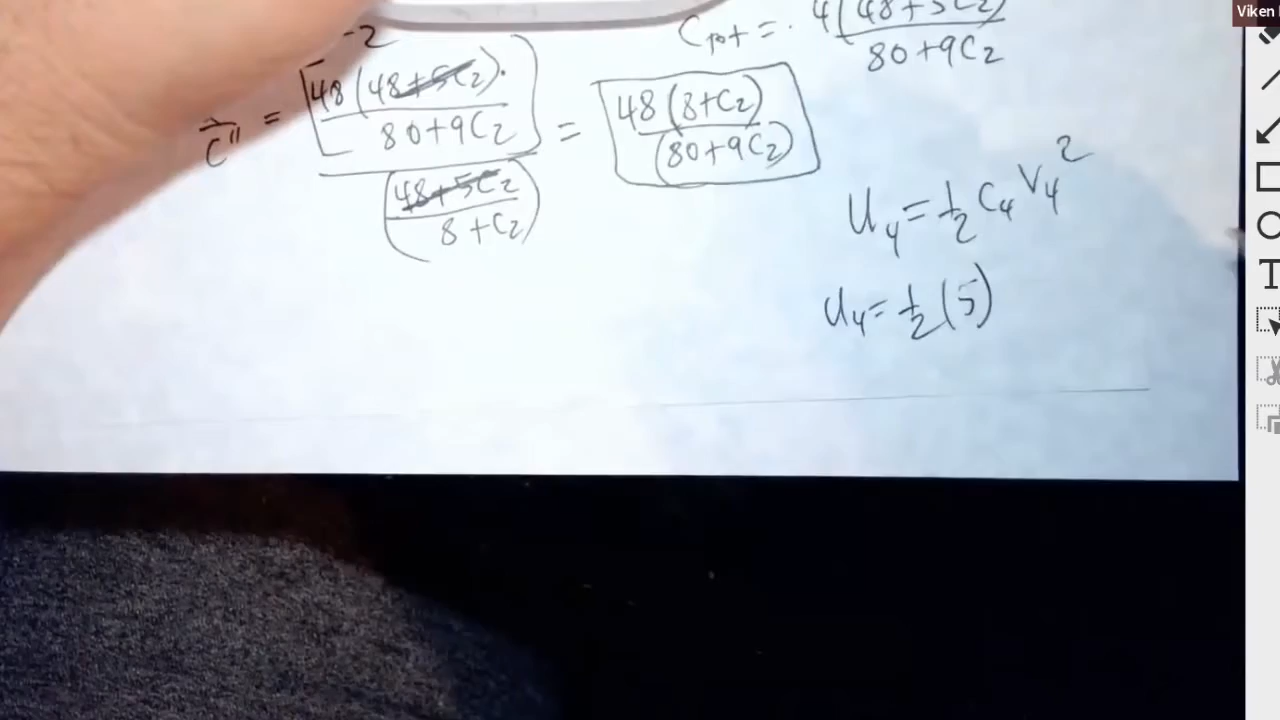 -2
C_Tot = 4(48+5C₂)
80+9C₂
C'' = 48(48+5C₂) / 80+9C₂ = 48(8+C₂) / (80+9C₂)
(48+5C₂ / 8+C₂)
U₄ = ½ C₄ V₄²
U₄ = ½ (5)
Viken
T